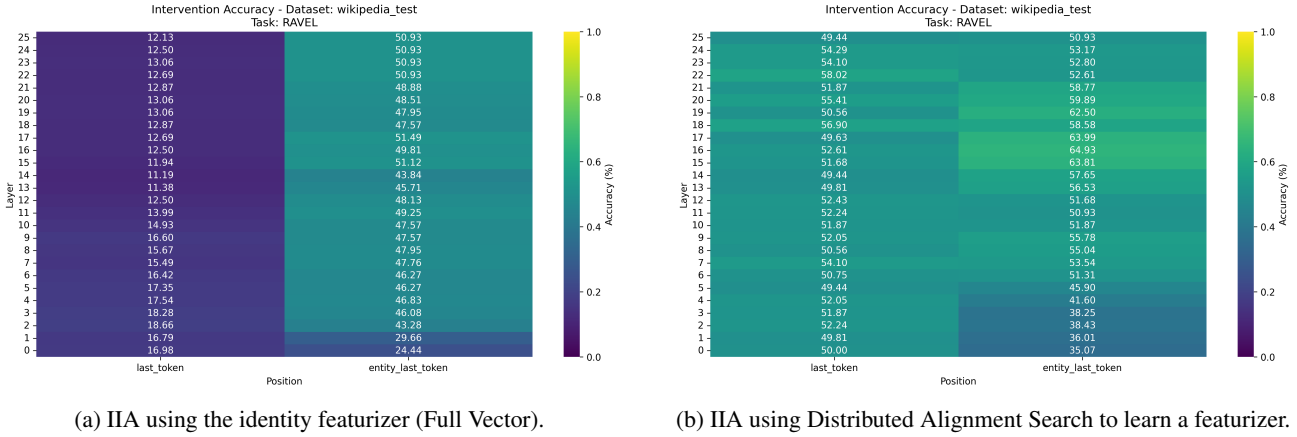 Intervention Accuracy - Dataset: wikipedia_test
Task: RAVEL
25 12.13 50.93
24 12.50 50.93
23 13.06 50.93
22 12.69 50.93
21 12.87 48.88
20 13.06 48.51
19 13.06 47.95
18 12.87 47.57
17 12.69 51.49
16 12.50 49.81
15 11.94 51.12
14 11.19 43.84
13 11.38 45.71
12 12.50 48.13
11 13.99 49.25
10 14.93 47.57
9 16.60 47.57
8 15.67 47.95
7 15.49 47.76
6 16.42 46.27
5 17.35 46.27
4 17.54 46.83
3 18.28 46.08
2 18.66 43.28
1 16.79 29.66
0 16.98 24.44
Layer
last_token entity_last_token
Position
1.0
0.8
0.6
0.4
0.2
0.0
Accuracy (%)
(a) IIA using the identity featurizer (Full Vector).
Intervention Accuracy - Dataset: wikipedia_test
Task: RAVEL
25 49.44 50.93
24 54.29 53.17
23 54.10 52.80
22 58.02 52.61
21 51.87 58.77
20 55.41 59.89
19 50.56 62.50
18 56.90 58.58
17 49.63 63.99
16 52.61 64.93
15 51.68 63.81
14 49.44 57.65
13 49.81 56.53
12 52.43 51.68
11 52.24 50.93
10 51.87 51.87
9 52.05 55.78
8 50.56 55.04
7 54.10 53.54
6 50.75 51.31
5 49.44 45.90
4 52.05 41.60
3 51.87 38.25
2 52.24 38.43
1 49.81 36.01
0 50.00 35.07
Layer
last_token entity_last_token
Position
1.0
0.8
0.6
0.4
0.2
0.0
Accuracy (%)
(b) IIA using Distributed Alignment Search to learn a featurizer.